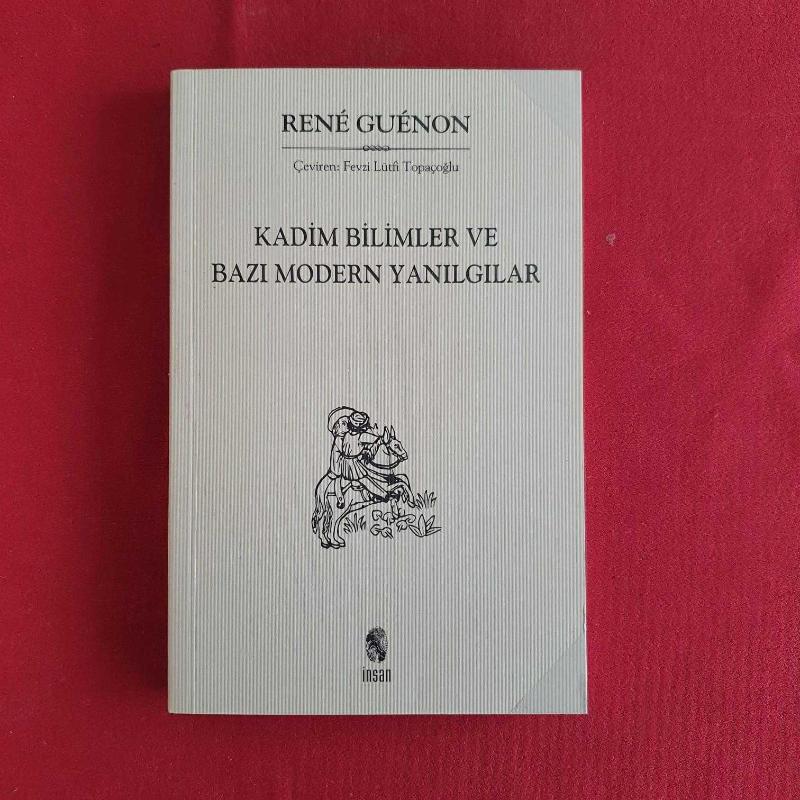 RENÉ GUÉNON
Çeviren: Fevzi Lütfi Topaçoğlu
KADİM BİLİMLER VE
BAZI MODERN YANILGILAR
insan